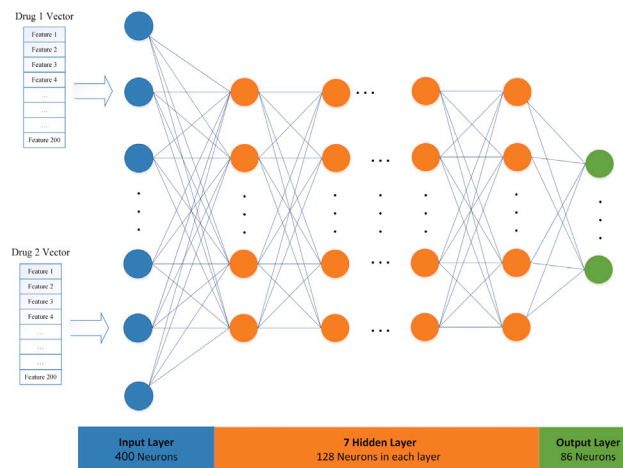 Drug 1 Vector
Feature 1
Feature 2
Feature 3
Feature 4
...
...
...
Feature 200
...
...
Drug 2 Vector
Feature 1
Feature 2
Feature 3
Feature 4
...
...
...
Feature 200
Input Layer
400 Neurons
7 Hidden Layer
128 Neurons in each layer
Output Layer
86 Neurons